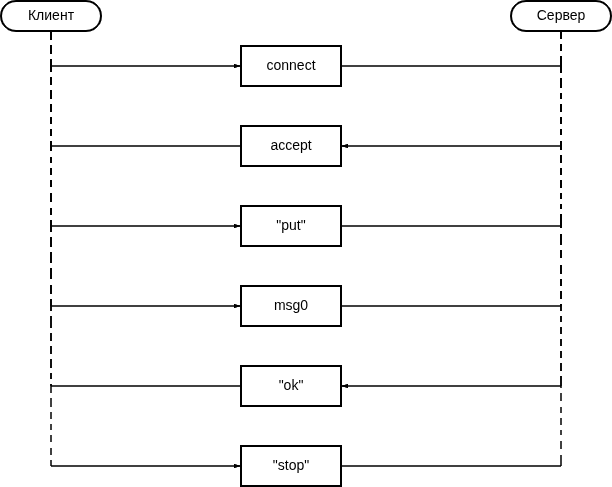 Клиент
Сервер
connect
accept
"put"
msg0
"ok"
"stop"